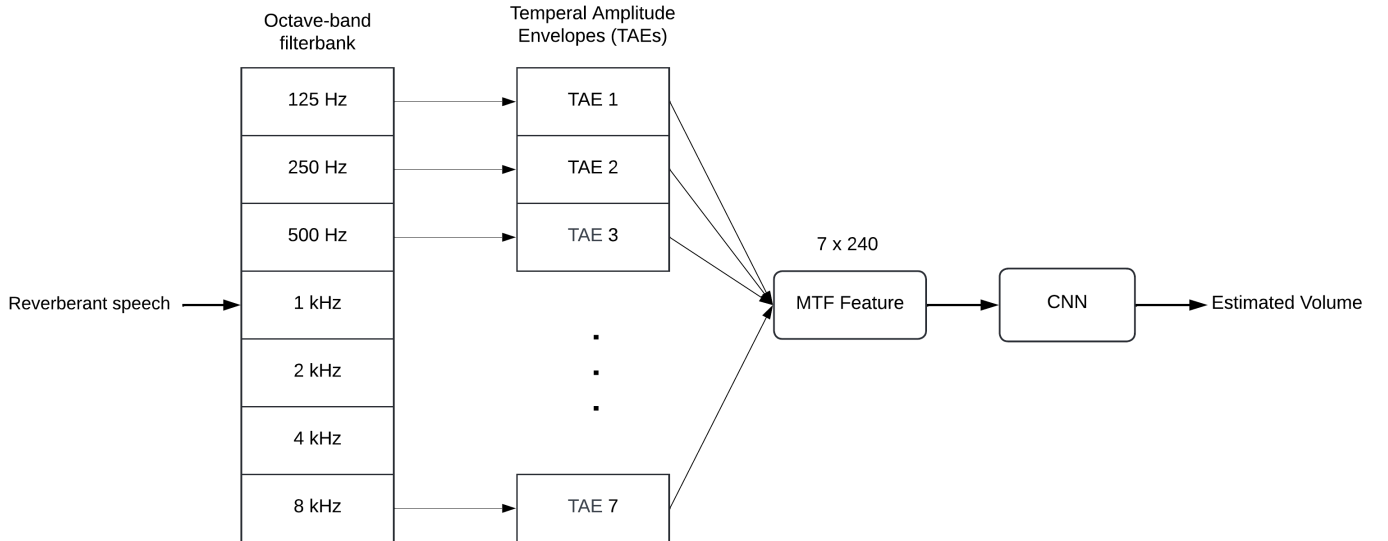 Octave-band
filterbank
Temperal Amplitude
Envelopes (TAEs)
125 Hz
TAE 1
250 Hz
TAE 2
500 Hz
TAE 3
7 x 240
Reverberant speech
1 kHz
MTF Feature
CNN
Estimated Volume
2 kHz
4 kHz
8 kHz
TAE 7